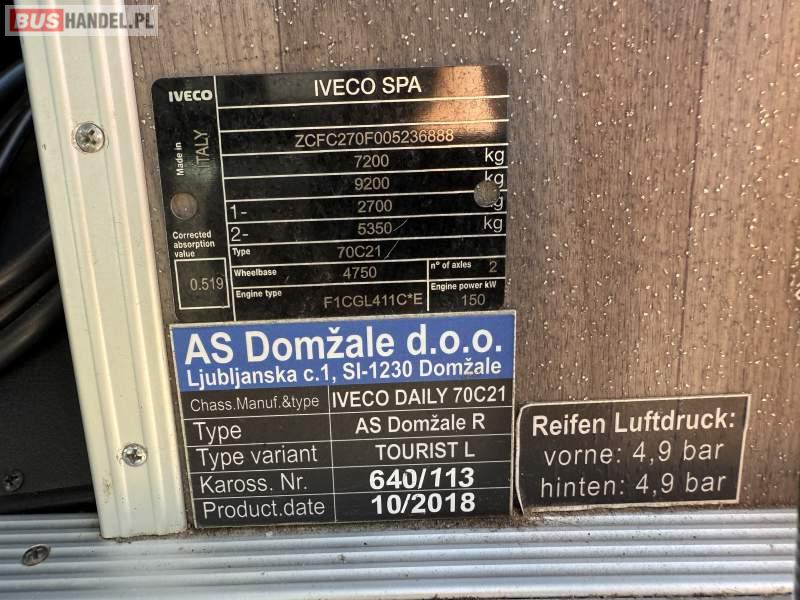 BUSHANDEL.PL
IVECO
IVECO SPA
Made in ITALY
ZCFC270F005236888
7200 kg
9200 kg
1- 2700 kg
2- 5350 kg
Type 70C21
Wheelbase 4750 n° of axles 2
Engine type F1CGL411C*E Engine power kW 150
Corrected
absorption
value
0.519
AS Domžale d.o.o.
Ljubljanska c.1, SI-1230 Domžale
Chass.Manuf.&type IVECO DAILY 70C21
Type AS Domžale R
Type variant TOURIST L
Kaross. Nr. 640/113
Product.date 10/2018
Reifen Luftdruck:
vorne: 4,9 bar
hinten: 4,9 bar